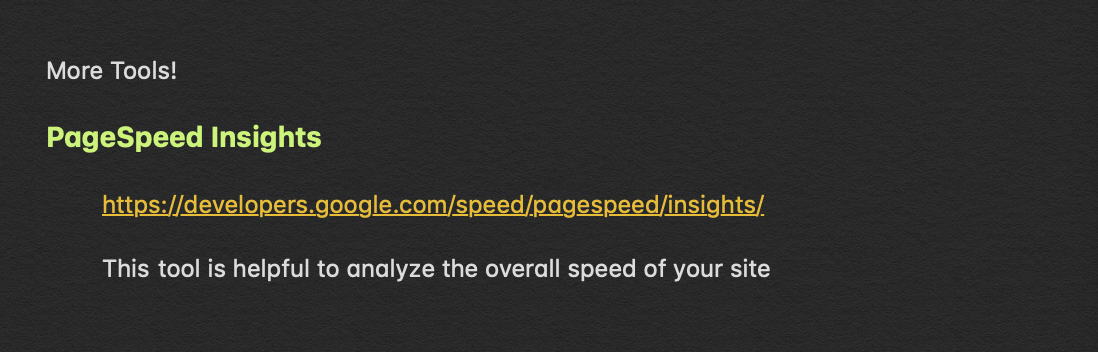 More Tools!
PageSpeed Insights
https://developers.google.com/speed/pagespeed/insights/
This tool is helpful to analyze the overall speed of your site